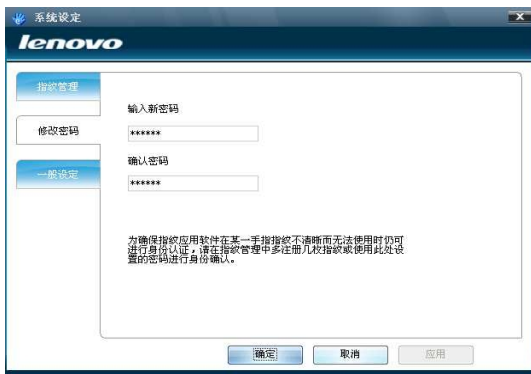 系统设定
lenovo
指纹管理
修改密码
一般设定
输入新密码
******
确认密码
******
为确保指纹应用软件在某一手指指纹不清晰而无法使用时仍可
进行身份认证，请在指纹管理中多注册几枚指纹或使用此处设
置的密码进行身份确认。
确定
取消
应用